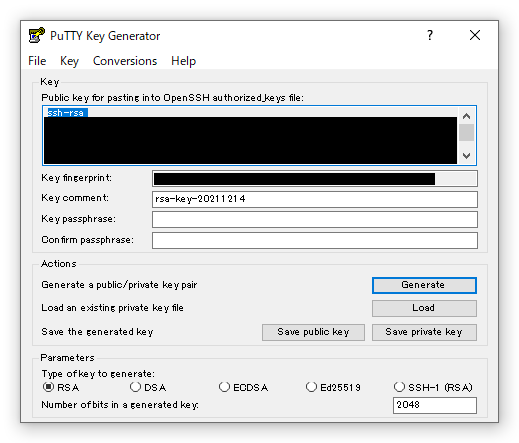 PuTTY Key Generator
File Key Conversions Help
Key
Public key for pasting into OpenSSH authorized_keys file:
ssh-rsa
Key fingerprint:
Key comment: rsa-key-20211214
Key passphrase:
Confirm passphrase:
Actions
Generate a public/private key pair Generate
Load an existing private key file Load
Save the generated key Save public key Save private key
Parameters
Type of key to generate:
RSA DSA ECDSA Ed25519 SSH-1 (RSA)
Number of bits in a generated key: 2048